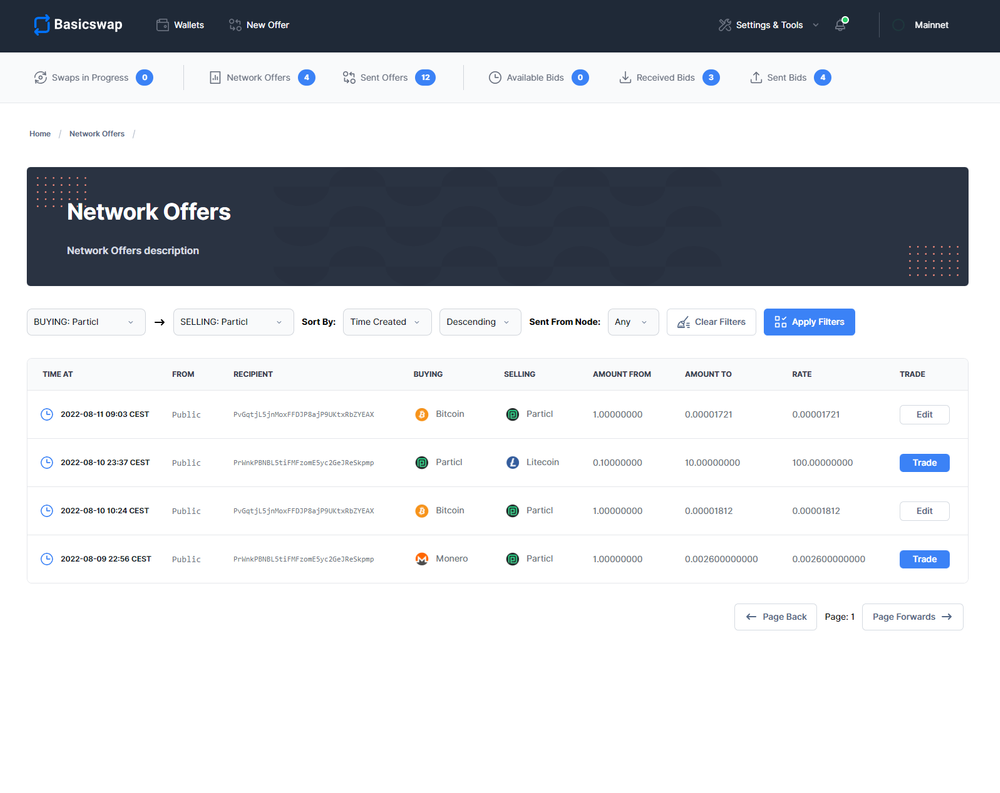 Basicswap Wallets New Offer Settings & Tools Mainnet
Swaps in Progress 0 Network Offers 4 Sent Offers 12 Available Bids 0 Received Bids 3 Sent Bids 4
Home / Network Offers /
Network Offers
Network Offers description
BUYING: Particl → SELLING: Particl Sort By: Time Created Descending Sent From Node: Any Clear Filters Apply Filters
TIME AT FROM RECIPIENT BUYING SELLING AMOUNT FROM AMOUNT TO RATE TRADE
2022-08-11 09:03 CEST Public PvGqtjL5jnMoxFFDJP8ajP9UKtxRbZYEAX Bitcoin Particl 1.00000000 0.00001721 0.00001721 Edit
2022-08-10 23:37 CEST Public PrWnkPBNBL5tiFMFzomE5yc2GeJReSkpmp Particl Litecoin 0.10000000 10.00000000 100.00000000 Trade
2022-08-10 10:24 CEST Public PvGqtjL5jnMoxFFDJP8ajP9UKtxRbZYEAX Bitcoin Particl 1.00000000 0.00001812 0.00001812 Edit
2022-08-09 22:56 CEST Public PrWnkPBNBL5tiFMFzomE5yc2GeJReSkpmp Monero Particl 1.00000000 0.002600000000 0.002600000000 Trade
← Page Back Page: 1 Page Forwards →